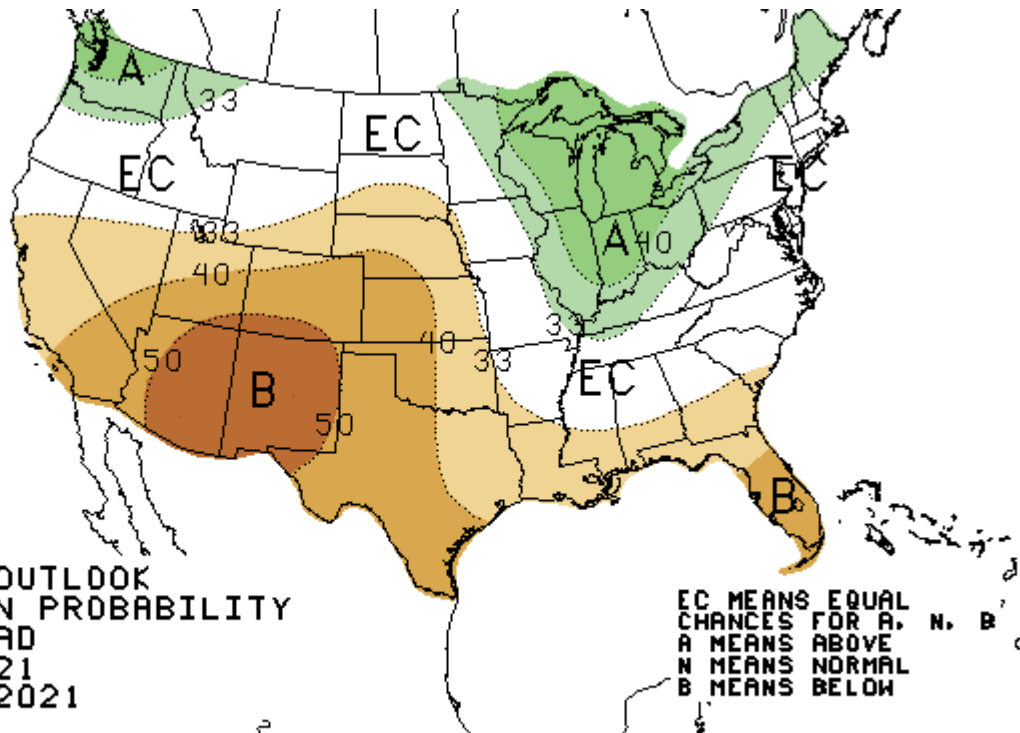 A
33
EC
EC
EC
A 40
33
40
33
50
40
33
EC
B
50
B
OUTLOOK
N PROBABILITY
AD
21
2021
EC MEANS EQUAL
CHANCES FOR A, N, B
A MEANS ABOVE
N MEANS NORMAL
B MEANS BELOW